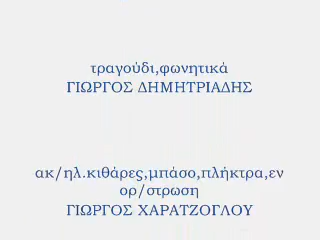 τραγούδι,φωνητικά
ΓΙΩΡΓΟΣ ΔΗΜΗΤΡΙΑΔΗΣ
ακ/ηλ.κιθάρες,μπάσο,πλήκτρα,εν
ορ/στρωση
ΓΙΩΡΓΟΣ ΧΑΡΑΤΖΟΓΛΟΥ